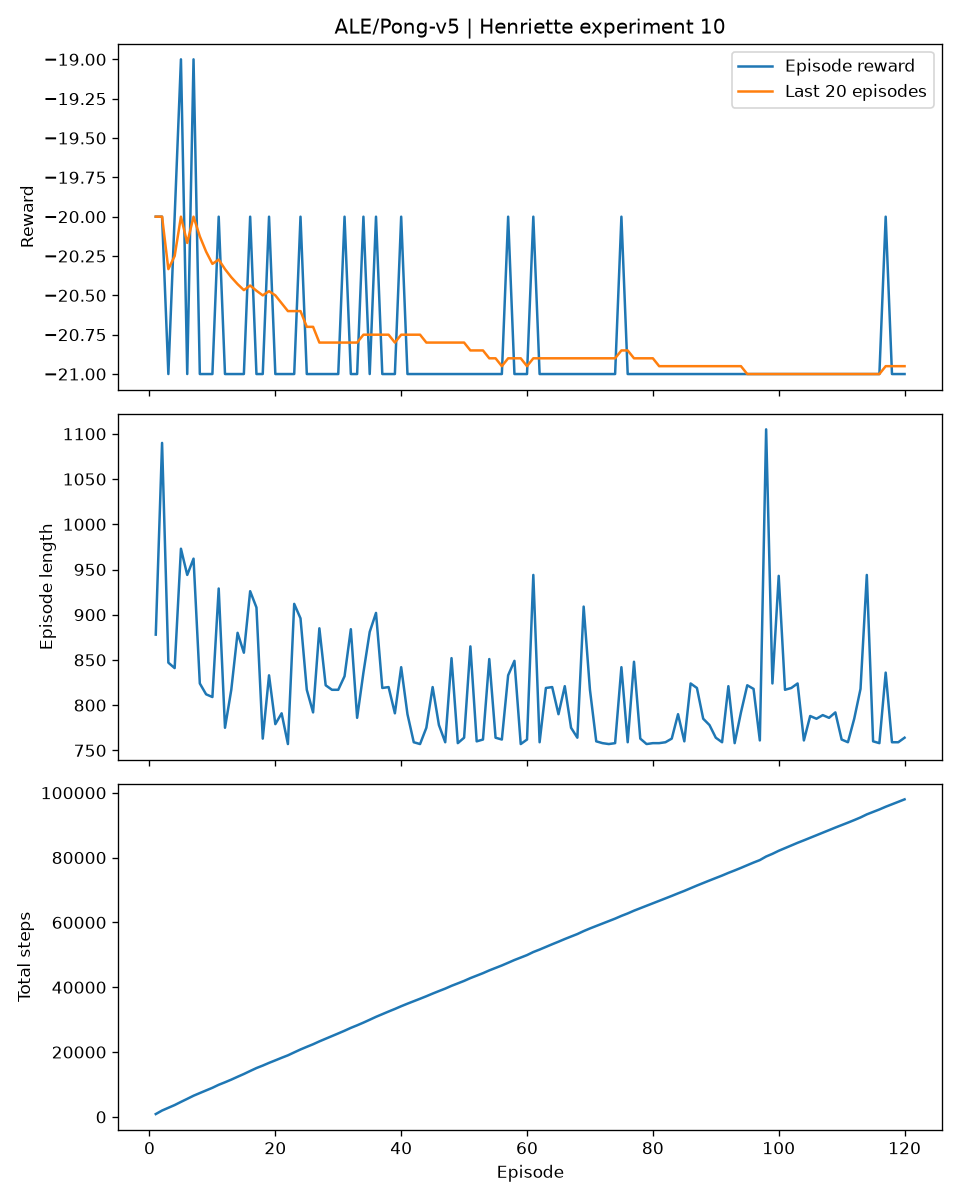 ALE/Pong-v5 | Henriette experiment 10
Reward
−19.00
−19.25
−19.50
−19.75
−20.00
−20.25
−20.50
−20.75
−21.00
Episode reward
Last 20 episodes
Episode length
1100
1050
1000
950
900
850
800
750
Total steps
100000
80000
60000
40000
20000
0
0 20 40 60 80 100 120
Episode